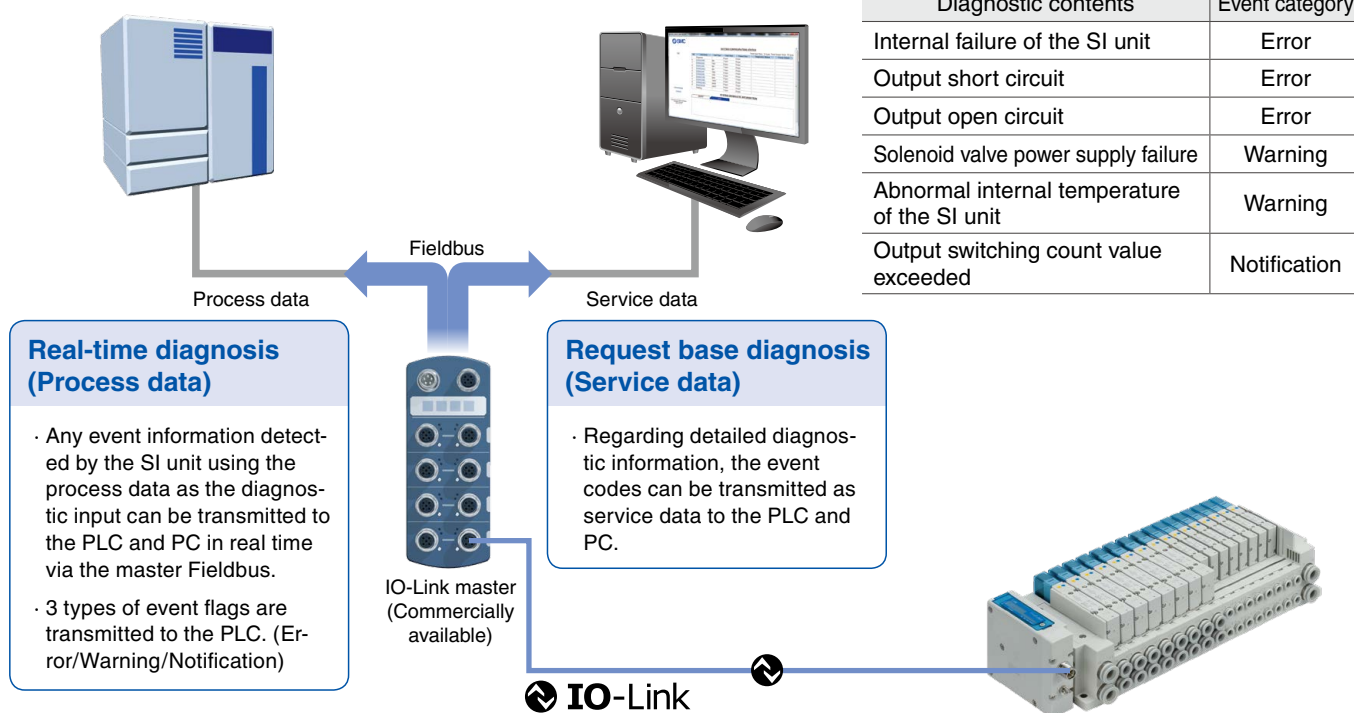 Diagnostic contents Event category
Internal failure of the SI unit Error
Output short circuit Error
Output open circuit Error
Solenoid valve power supply failure Warning
Abnormal internal temperature
of the SI unit Warning
Output switching count value
exceeded Notification
Fieldbus
Process data
Service data
Real-time diagnosis
(Process data)
· Any event information detect-
ed by the SI unit using the
process data as the diagnos-
tic input can be transmitted to
the PLC and PC in real time
via the master Fieldbus.
· 3 types of event flags are
transmitted to the PLC. (Er-
ror/Warning/Notification)
Request base diagnosis
(Service data)
· Regarding detailed diagnos-
tic information, the event
codes can be transmitted as
service data to the PLC and
PC.
IO-Link master
(Commercially
available)
IO-Link